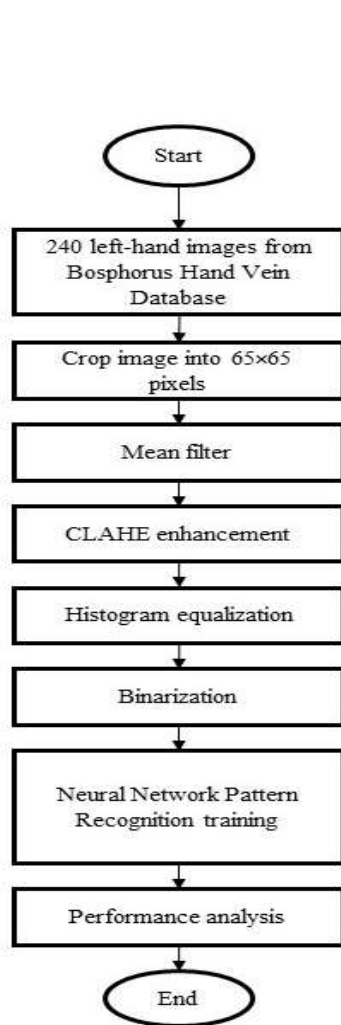 Start
240 left-hand images from
Bosphorus Hand Vein
Database
Crop image into 65×65
pixels
Mean filter
CLAHE enhancement
Histogram equalization
Binarization
Neural Network Pattern
Recognition training
Performance analysis
End